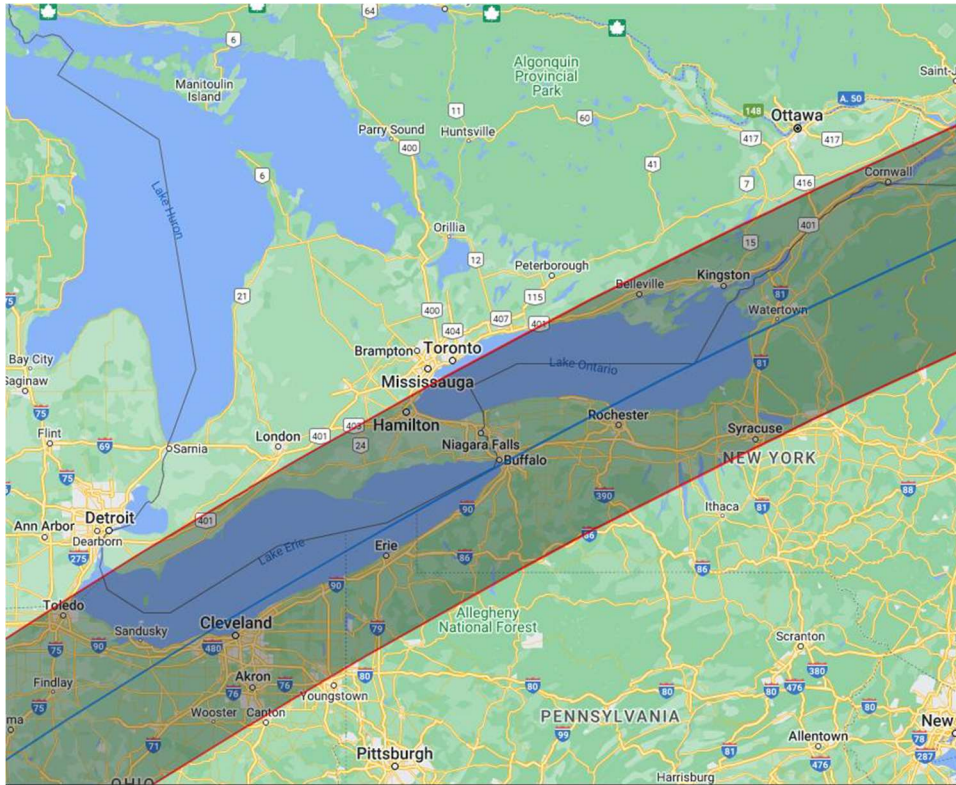 64
6
Manitoulin
Island
Algonquin
Provincial
Park
Saint-J
148
A. 50
Ottawa
417
417
11
60
Parry Sound
Huntsville
400
41
7
416
Cornwall
6
Lake Huron
Orillia
12
401
15
Peterborough
Belleville
Kingston
21
115
81
75
400
407
401
Watertown
404
Bay City
Brampton
Toronto
Lake Ontario
81
Saginaw
Mississauga
75
403
Hamilton
Rochester
Flint
69
London
401
24
Syracuse
Sarnia
Niagara Falls
NEW YORK
75
Buffalo
90
390
88
Ithaca
81
Ann Arbor
Detroit
401
Dearborn
86
275
Lake Erie
Erie
86
86
90
Toledo
Sandusky
Cleveland
Allegheny
National Forest
79
75
90
480
Scranton
380
Findlay
Akron
80
76
76
80
476
75
Youngstown
80
80
80
ma
Wooster
Canton
PENNSYLVANIA
New
71
99
81
Allentown
78
Pittsburgh
476
287
OHIO
Harrisburg